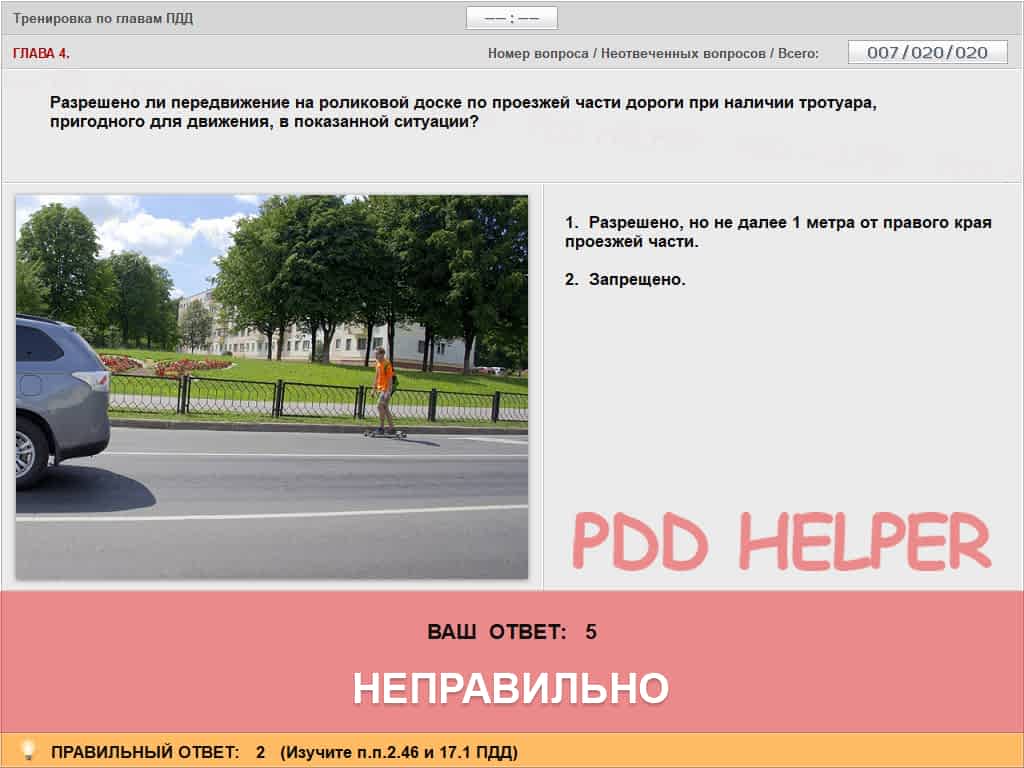 Тренировка по главам ПДД
–– : ––
ГЛАВА 4.
Номер вопроса / Неотвеченных вопросов / Всего:
007/020/020
Разрешено ли передвижение на роликовой доске по проезжей части дороги при наличии тротуара,
пригодного для движения, в показанной ситуации?
1. Разрешено, но не далее 1 метра от правого края
проезжей части.
2. Запрещено.
PDD HELPER
ВАШ ОТВЕТ: 5
НЕПРАВИЛЬНО
ПРАВИЛЬНЫЙ ОТВЕТ: 2 (Изучите п.п.2.46 и 17.1 ПДД)